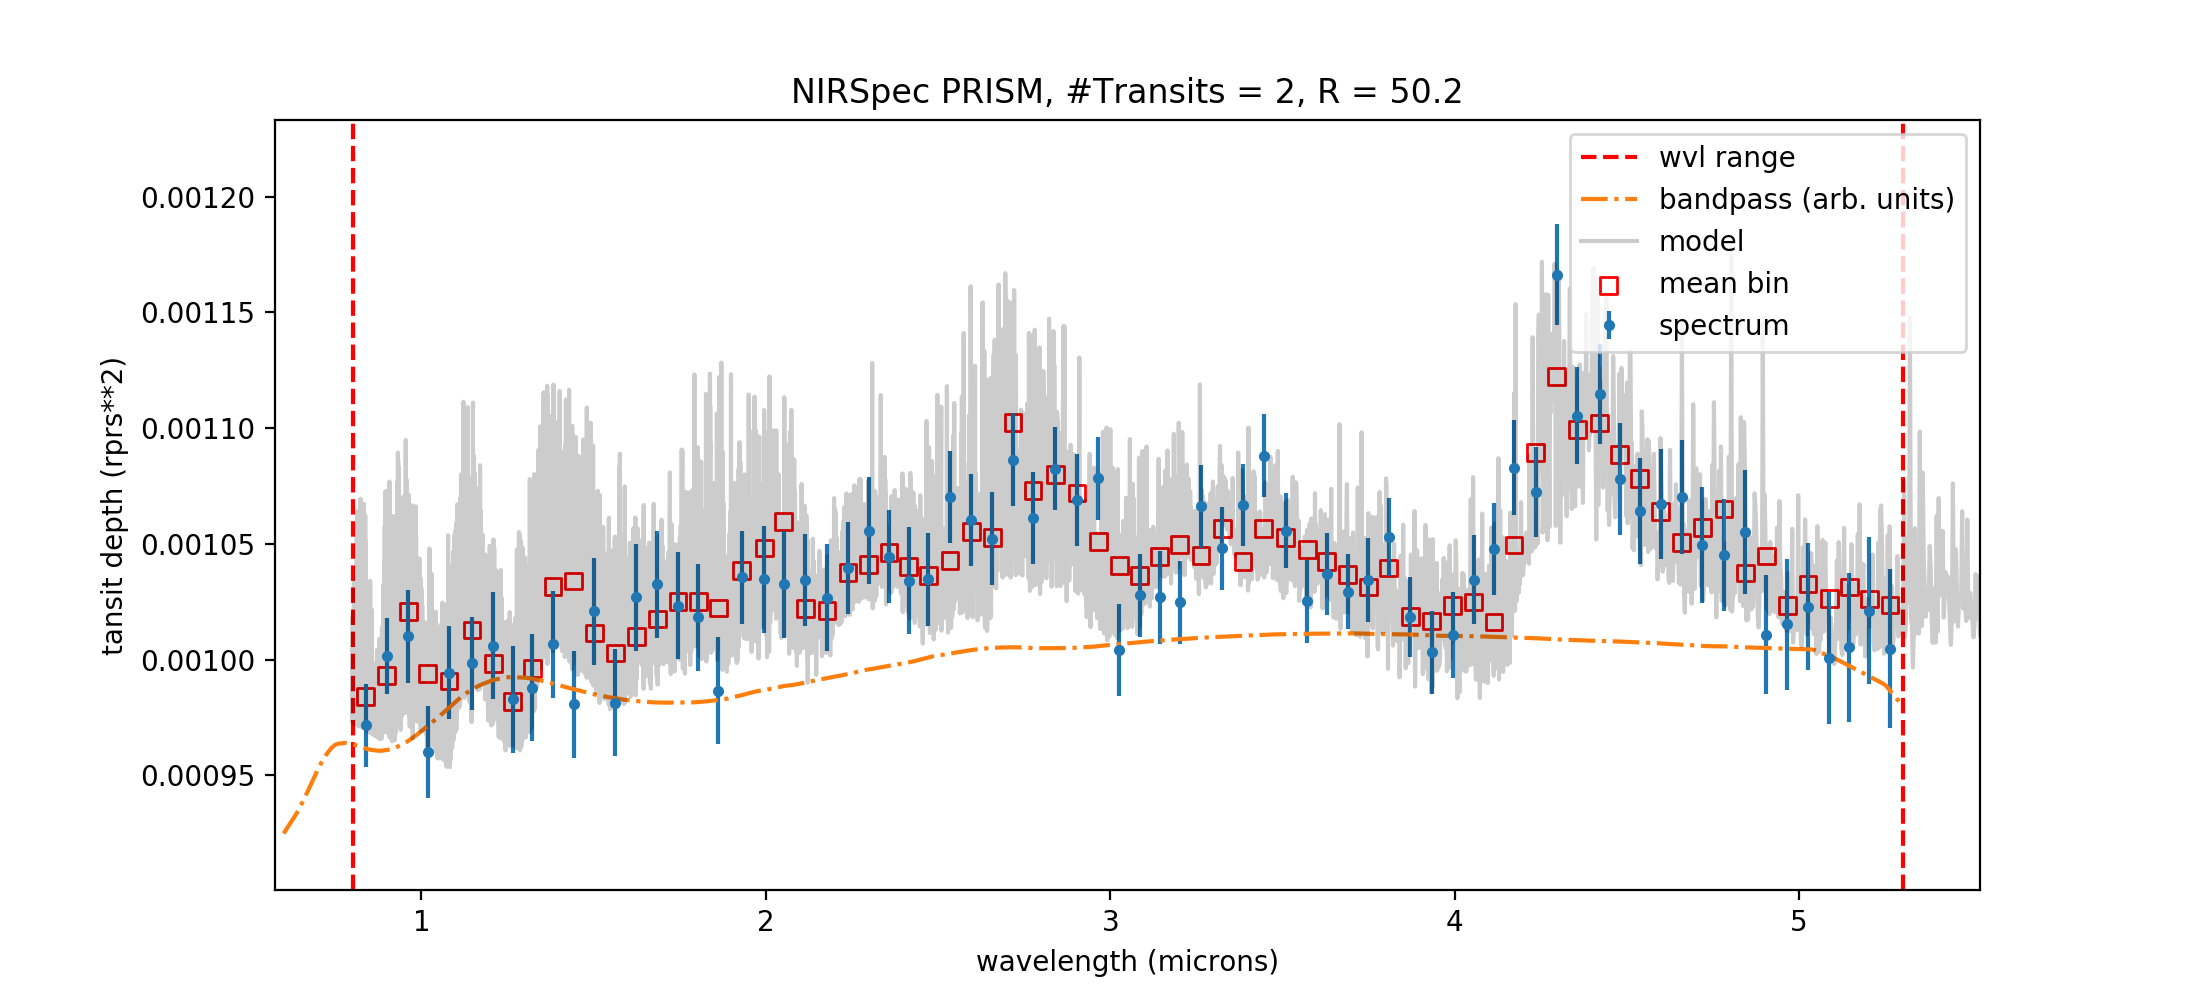 NIRSpec PRISM, #Transits = 2, R = 50.2
wvl range
bandpass (arb. units)
model
mean bin
spectrum
0.00120
0.00115
0.00110
0.00105
0.00100
0.00095
tansit depth (rprs**2)
1 2 3 4 5
wavelength (microns)